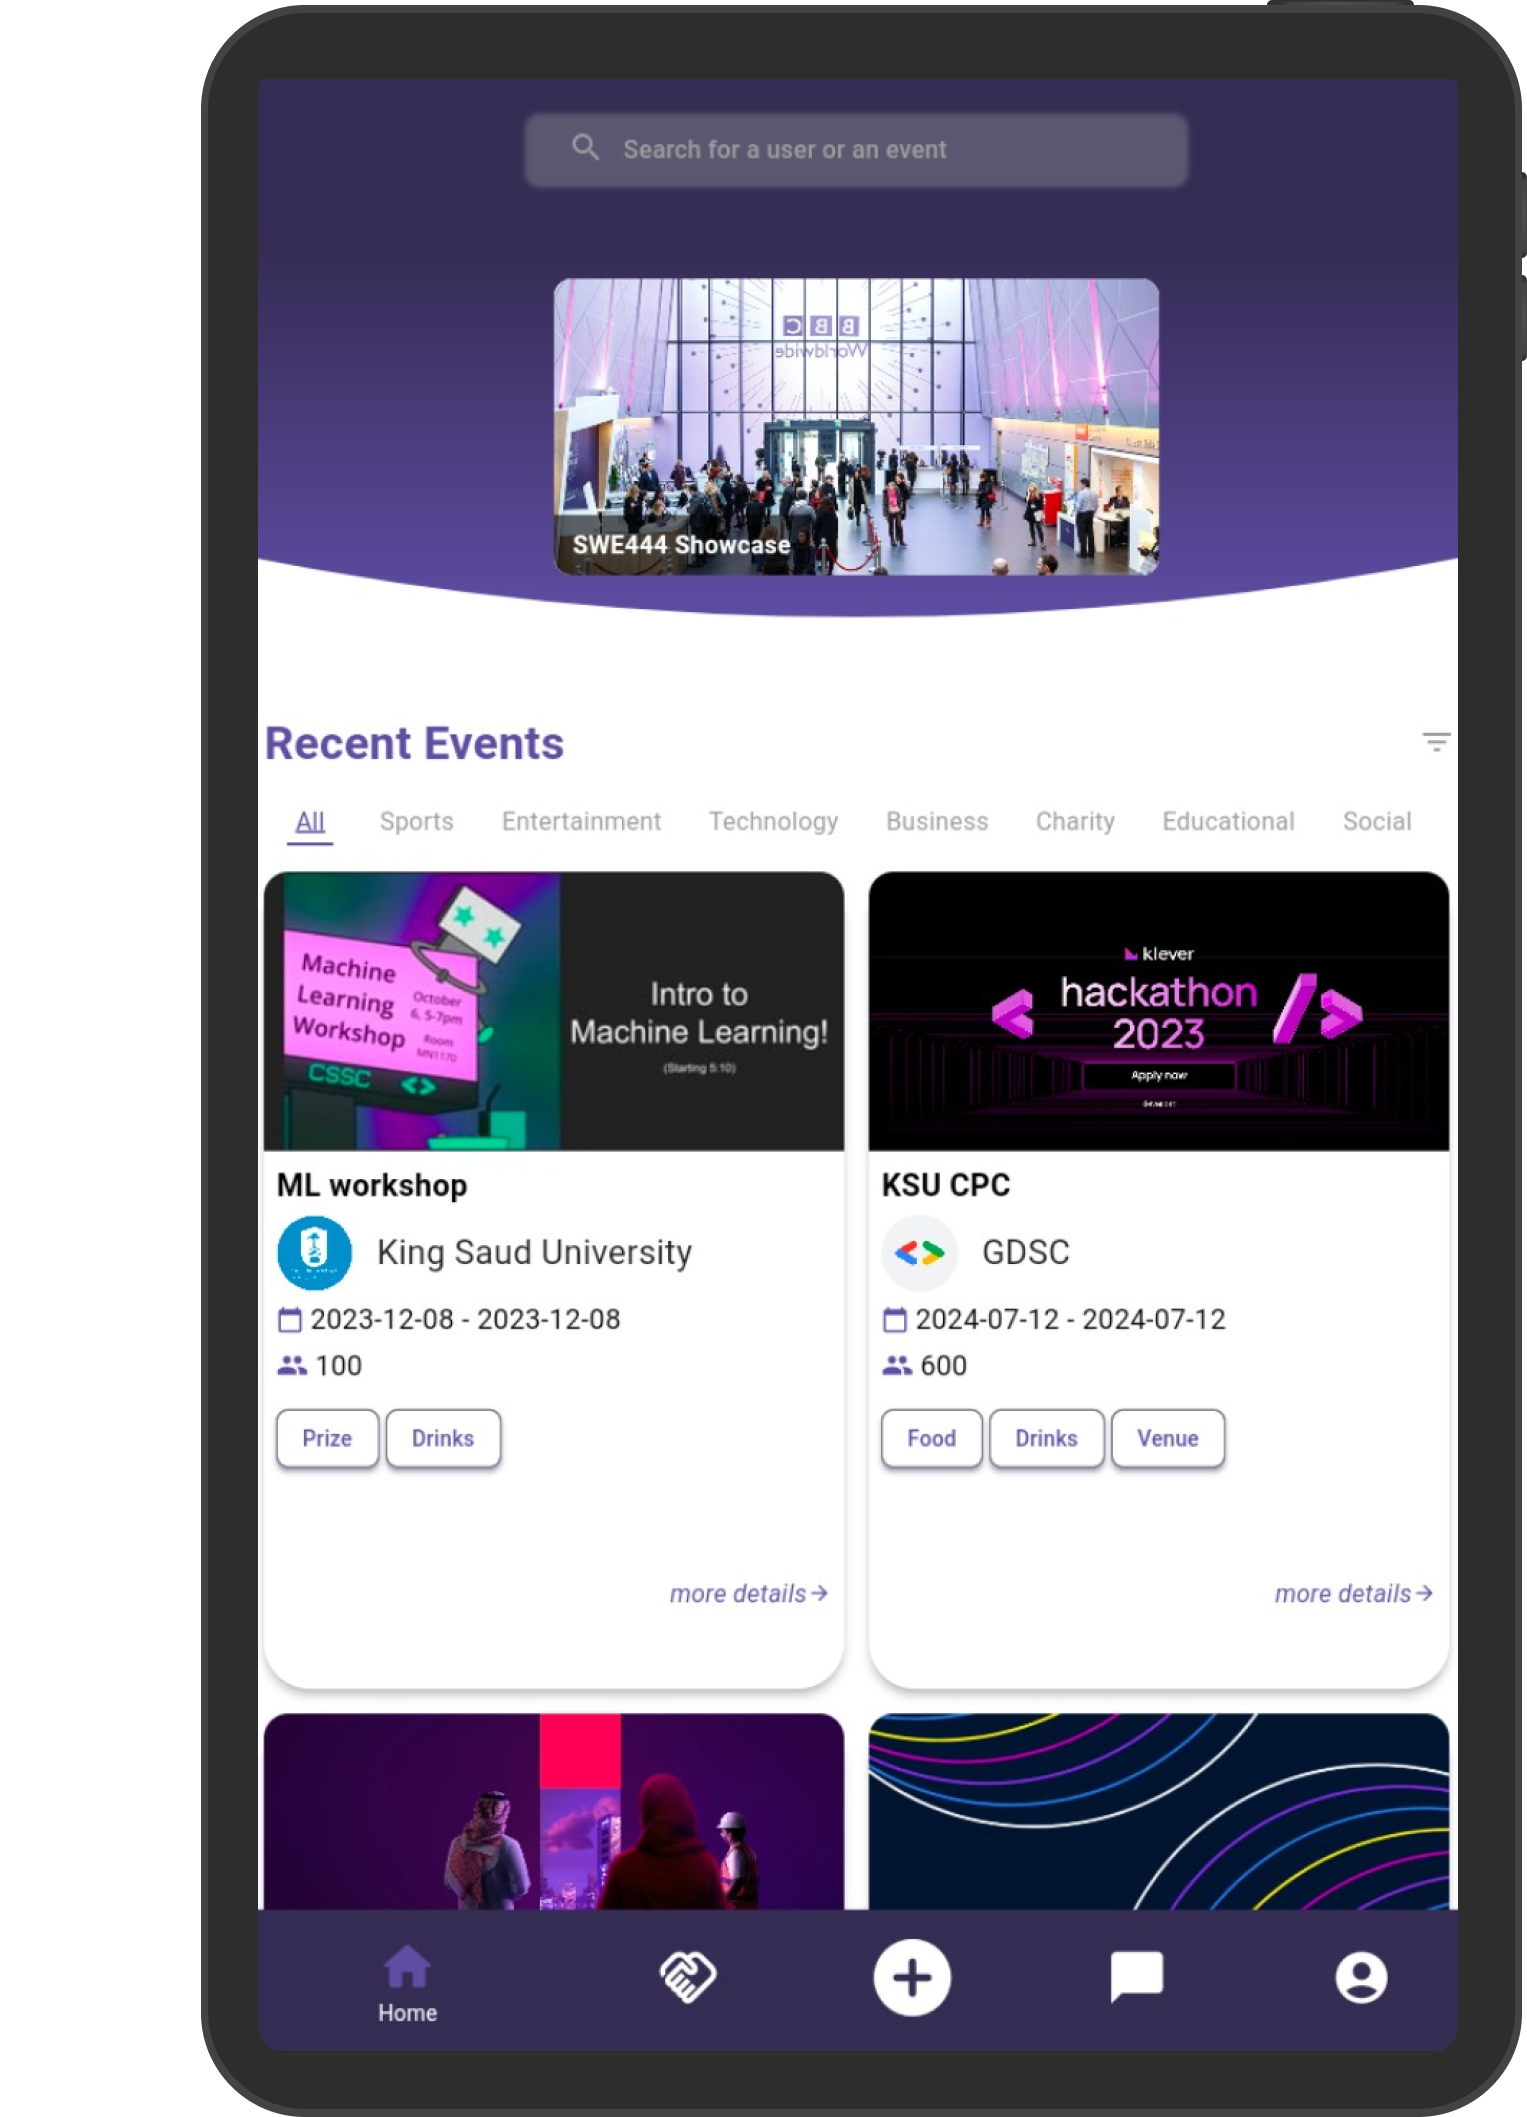 Search for a user or an event
BBC
Worldwide
SWE444 Showcase
Recent Events
All Sports Entertainment Technology Business Charity Educational Social
Machine
Learning
Workshop
October
6, 5-7pm
Room
MN1170
CSSC <>
Intro to
Machine Learning!
(Starting 5:10)
klever
hackathon
2023
Apply now
ML workshop
King Saud University
2023-12-08 - 2023-12-08
100
Prize Drinks
more details→
KSU CPC
GDSC
2024-07-12 - 2024-07-12
600
Food Drinks Venue
more details→
Home